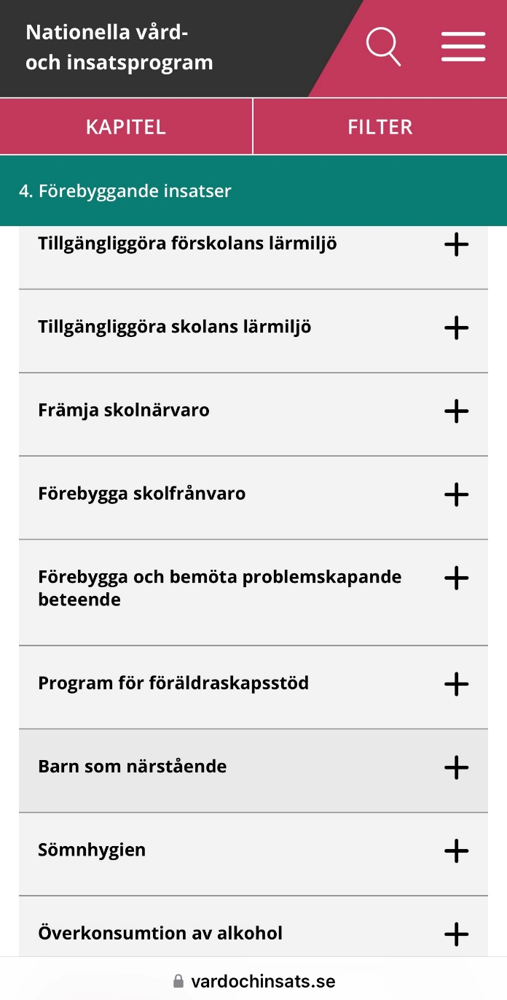 Nationella vård-
och insatsprogram
KAPITEL
FILTER
4. Förebyggande insatser
Tillgängliggöra förskolans lärmiljö
Tillgängliggöra skolans lärmiljö
Främja skolnärvaro
Förebygga skolfrånvaro
Förebygga och bemöta problemskapande
beteende
Program för föräldraskapsstöd
Barn som närstående
Sömnhygien
Överkonsumtion av alkohol
vardochinsats.se